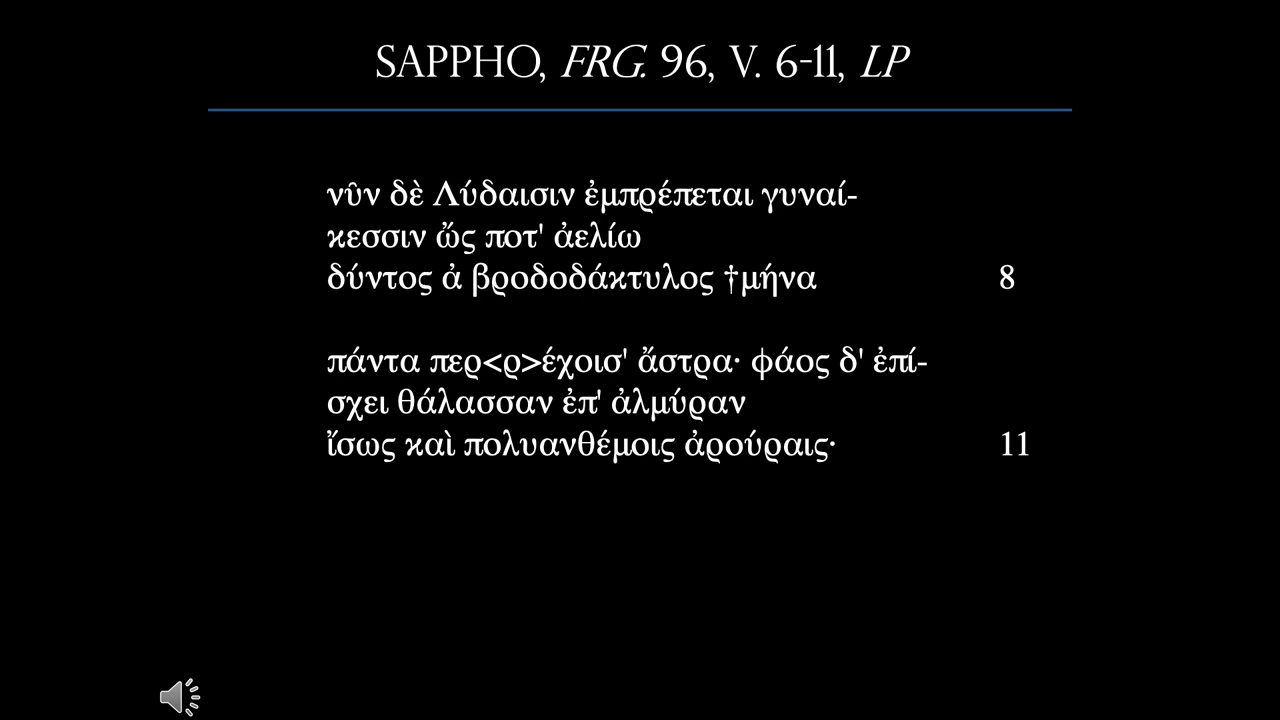 SAPPHO, FRG. 96, V. 6-11, LP
νῦν δὲ Λύδαισιν ἐμπρέπεται γυναί-
κεσσιν ὤς ποτ' ἀελίω
δύντος ἀ βροδοδάκτυλος †μήνα 8
πάντα περ<ρ>έχοισ' ἄστρα· φάος δ' ἐπί-
σχει θάλασσαν ἐπ' ἀλμύραν
ἴσως καὶ πολυανθέμοις ἀρούραις· 11